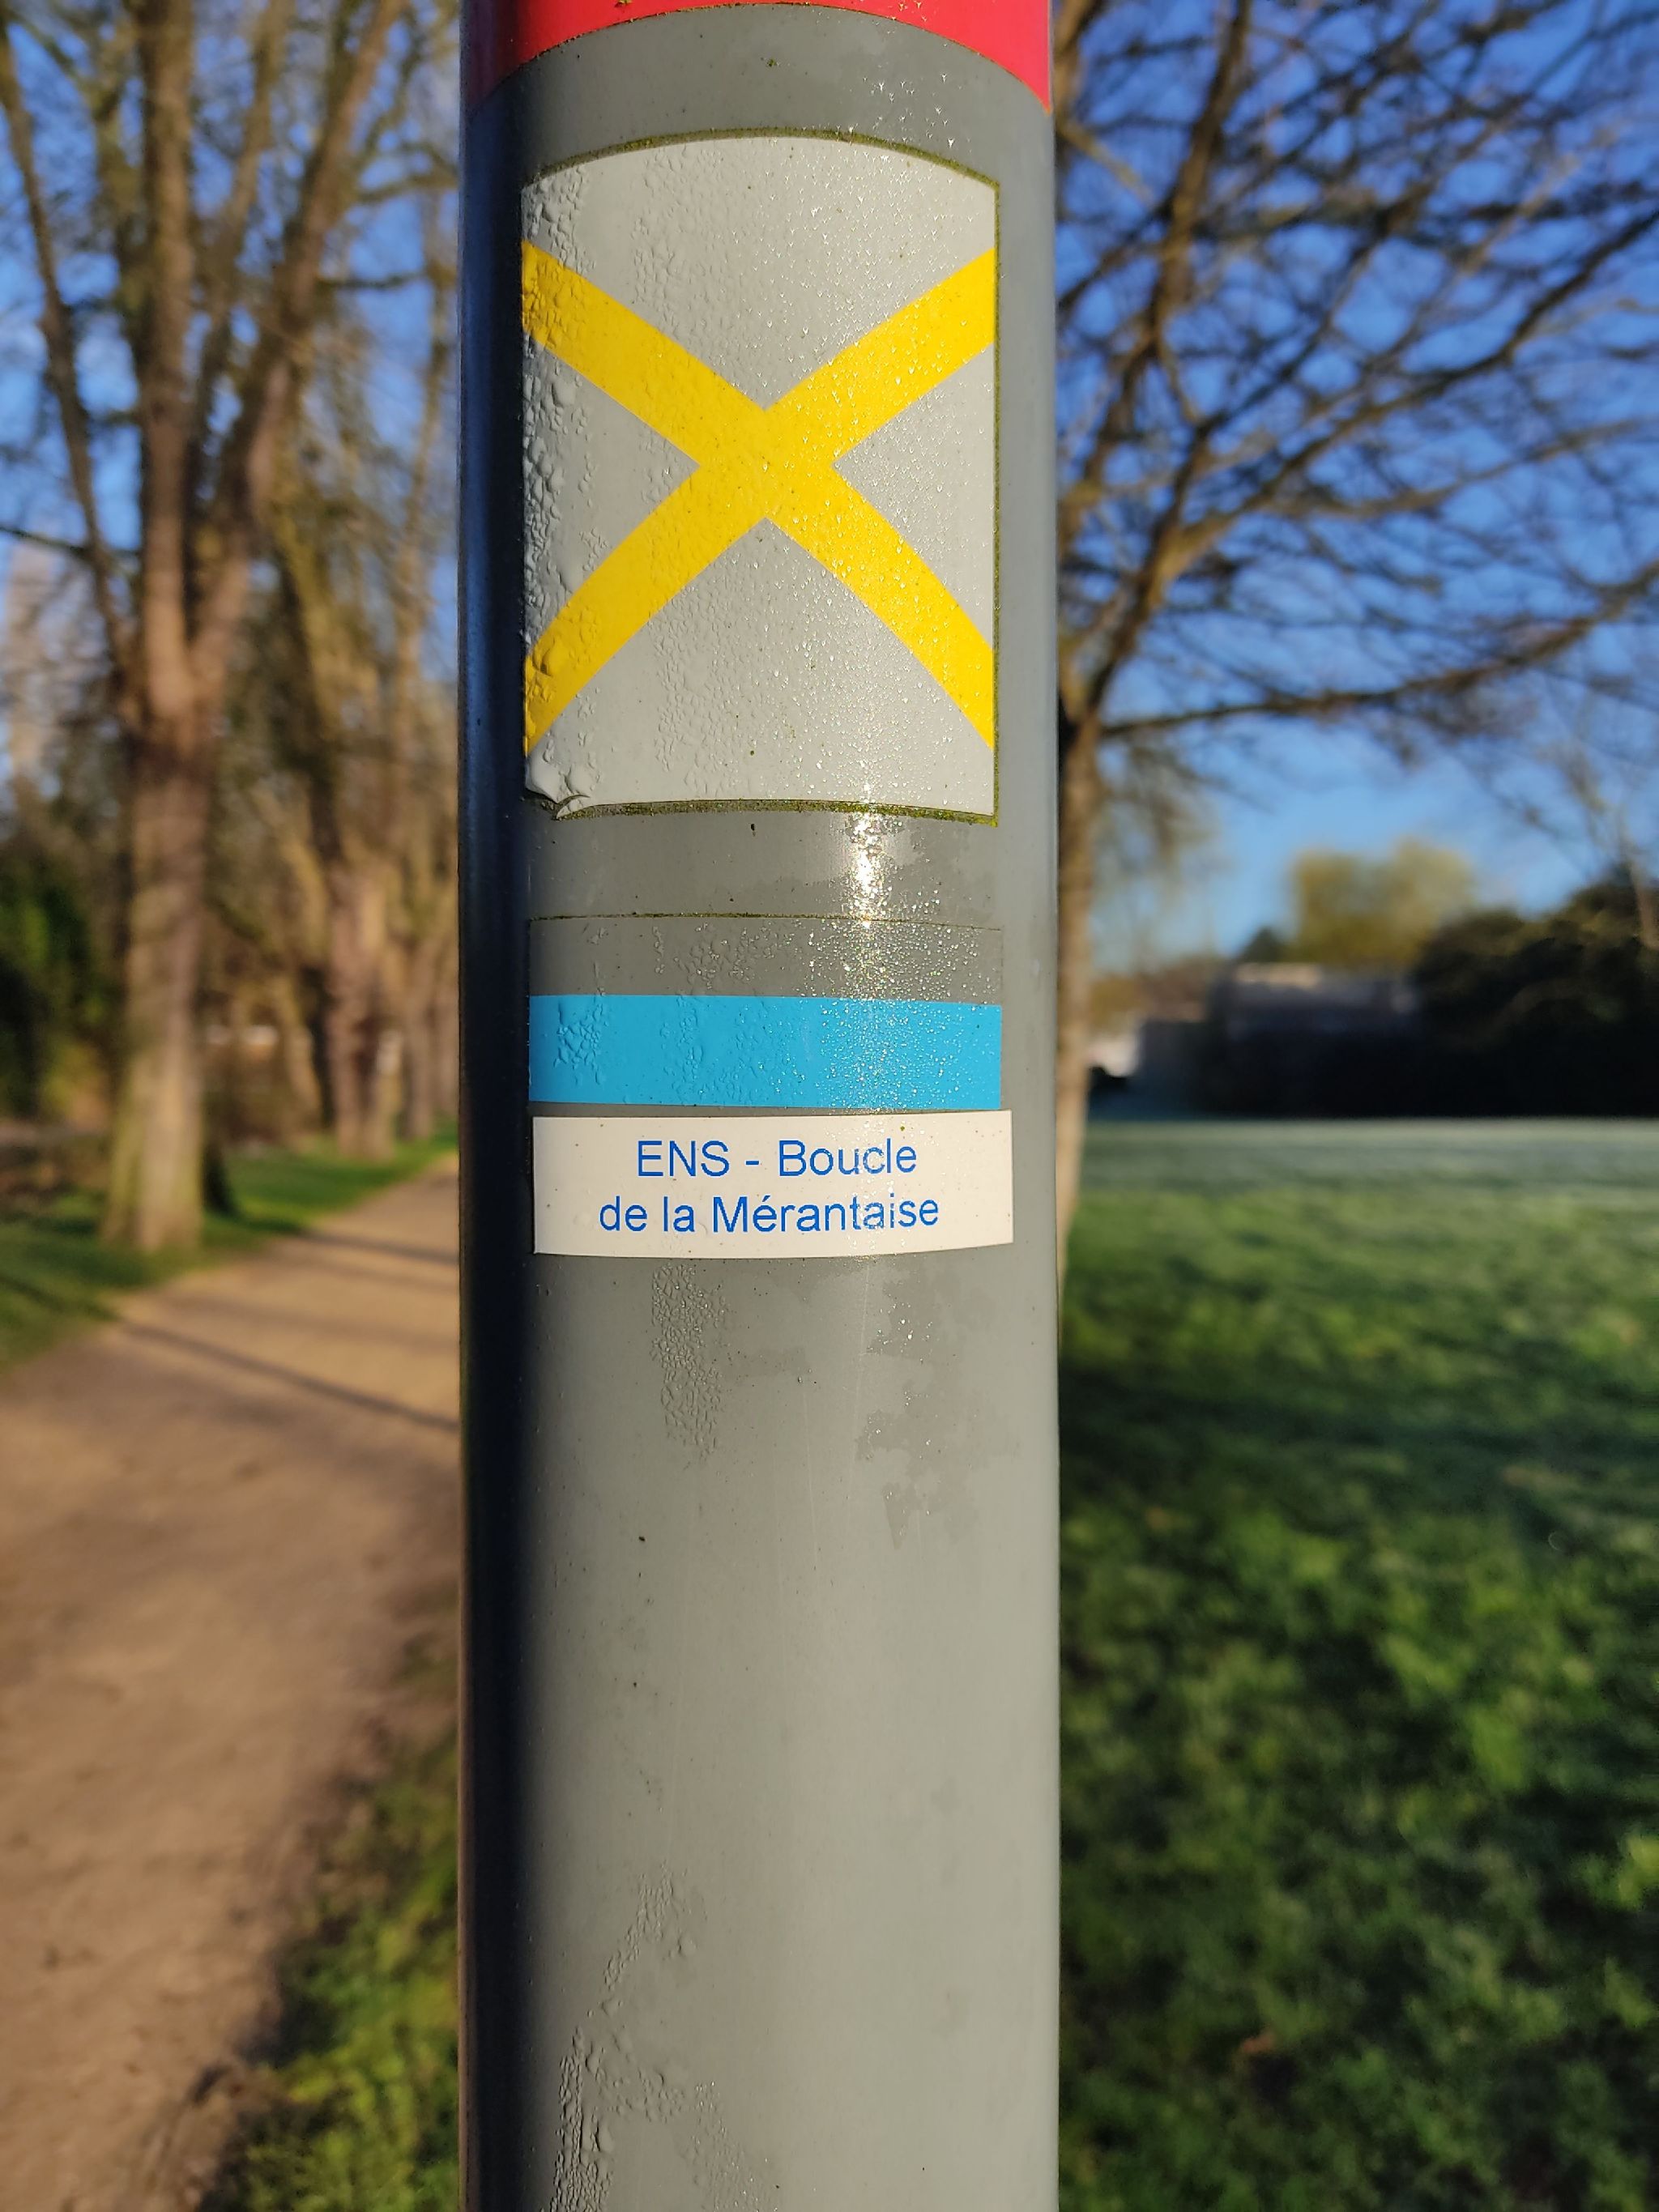 ENS - Boucle
de la Mérantaise